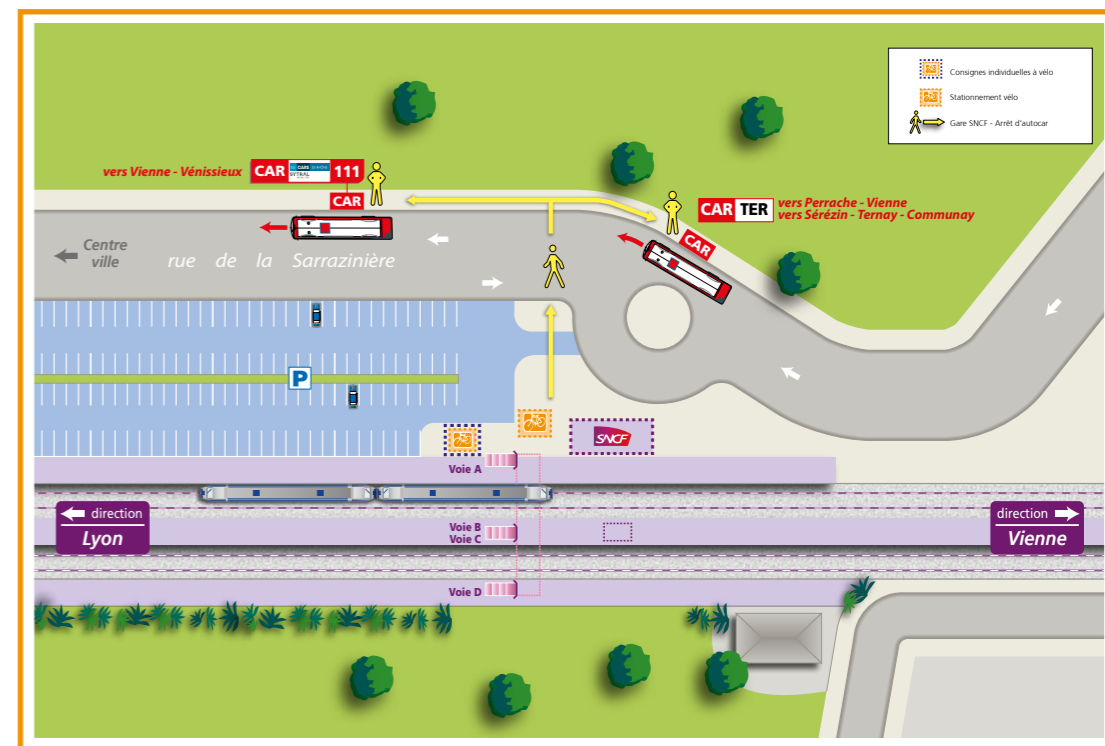 Consignes individuelles à vélo
Stationnement vélo
Gare SNCF - Arrêt d'autocar
vers Vienne - Vénissieux
CAR
CARS
SYTRAL
111
CAR
CAR TER
vers Perrache - Vienne
vers Sérézin - Ternay - Communay
CAR
Centre
ville
rue de la Sarrazinière
P
SNCF
Voie A
direction
Lyon
Voie B
Voie C
direction
Vienne
Voie D